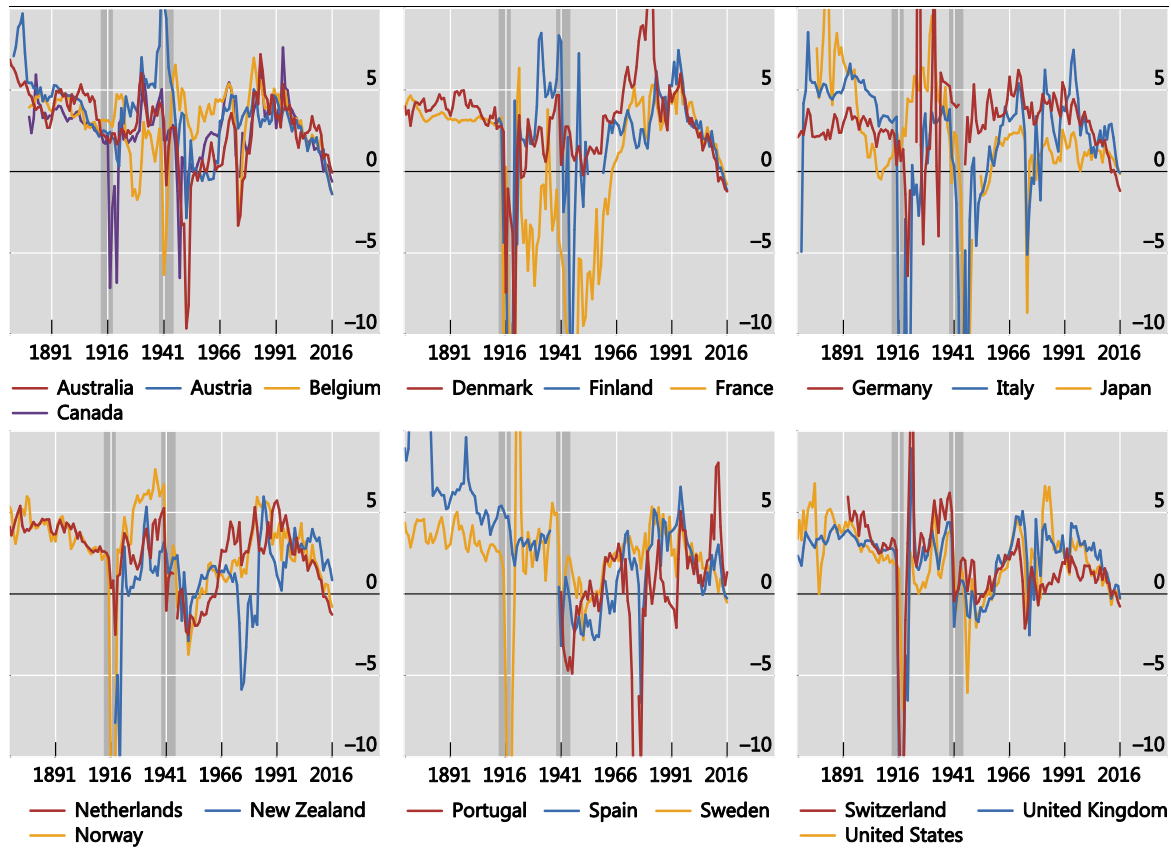 5 5 5
0 0 0
–5 –5 –5
–10 –10 –10
1891 1916 1941 1966 1991 2016 1891 1916 1941 1966 1991 2016 1891 1916 1941 1966 1991 2016
Australia Austria Belgium Denmark Finland France Germany Italy Japan
Canada
5 5 5
0 0 0
–5 –5 –5
–10 –10 –10
1891 1916 1941 1966 1991 2016 1891 1916 1941 1966 1991 2016 1891 1916 1941 1966 1991 2016
Netherlands New Zealand Portugal Spain Sweden Switzerland United Kingdom
Norway United States